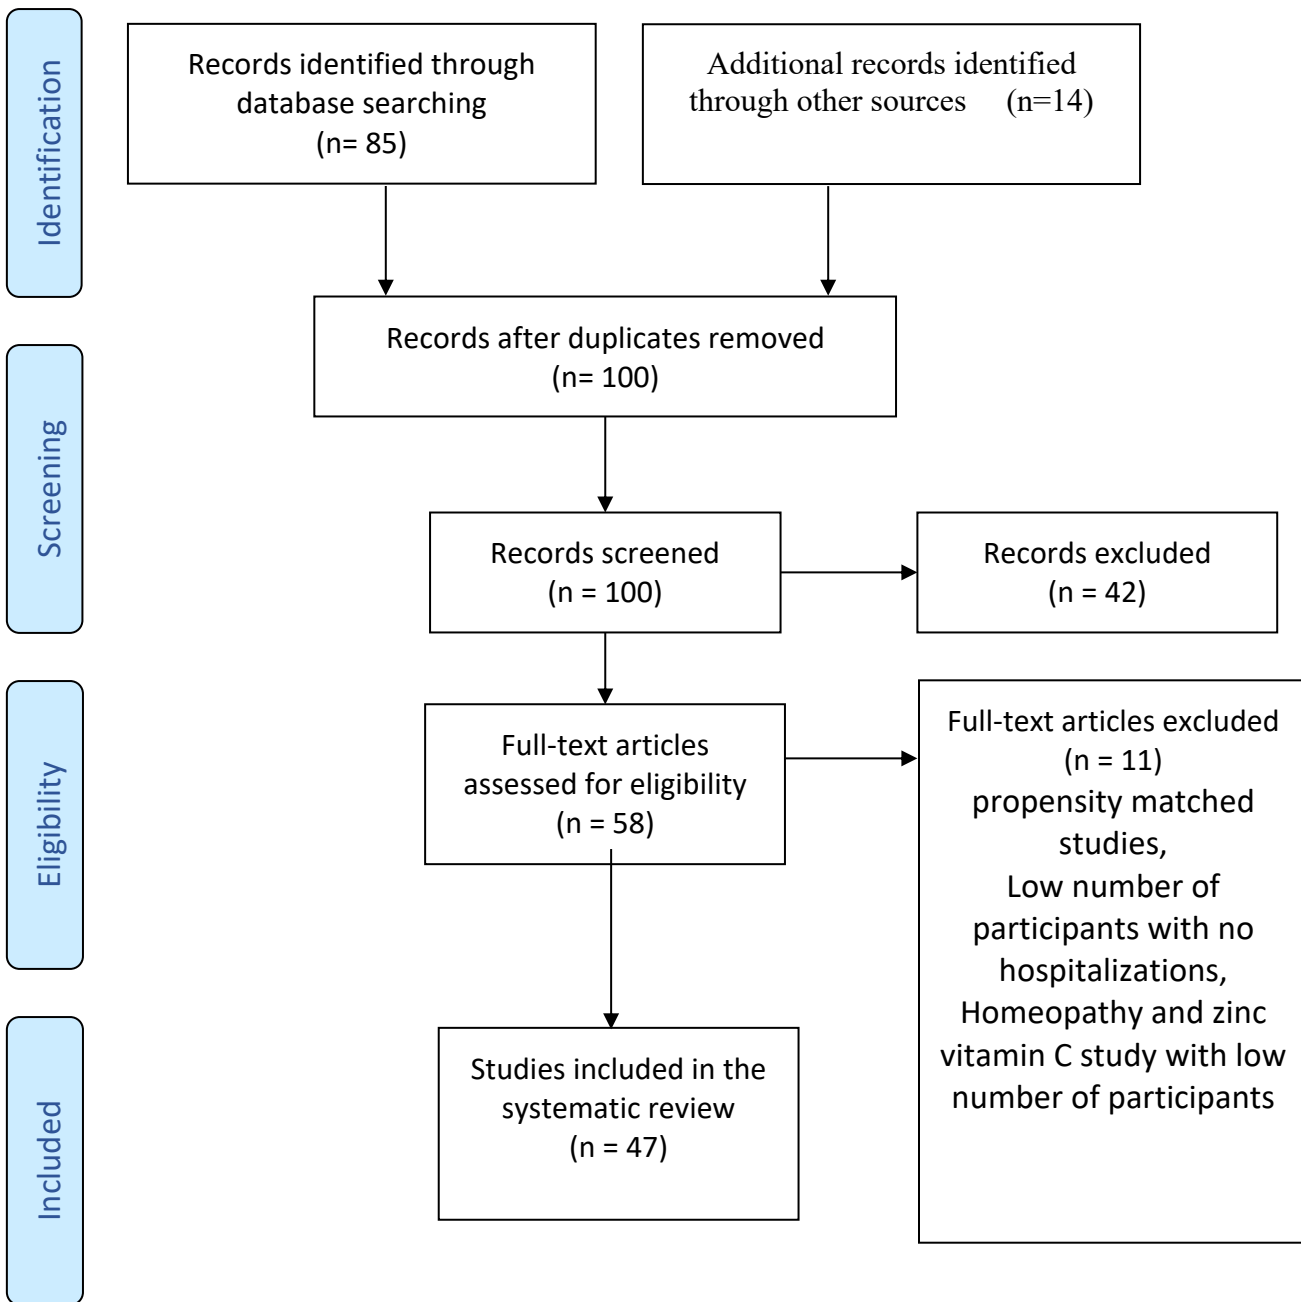 Identification
Records identified through
database searching
(n= 85)
Additional records identified
through other sources (n=14)
Records after duplicates removed
(n= 100)
Screening
Records screened
(n = 100)
Records excluded
(n = 42)
Eligibility
Full-text articles
assessed for eligibility
(n = 58)
Full-text articles excluded
(n = 11)
propensity matched
studies,
Low number of
participants with no
hospitalizations,
Homeopathy and zinc
vitamin C study with low
number of participants
Included
Studies included in the
systematic review
(n = 47)